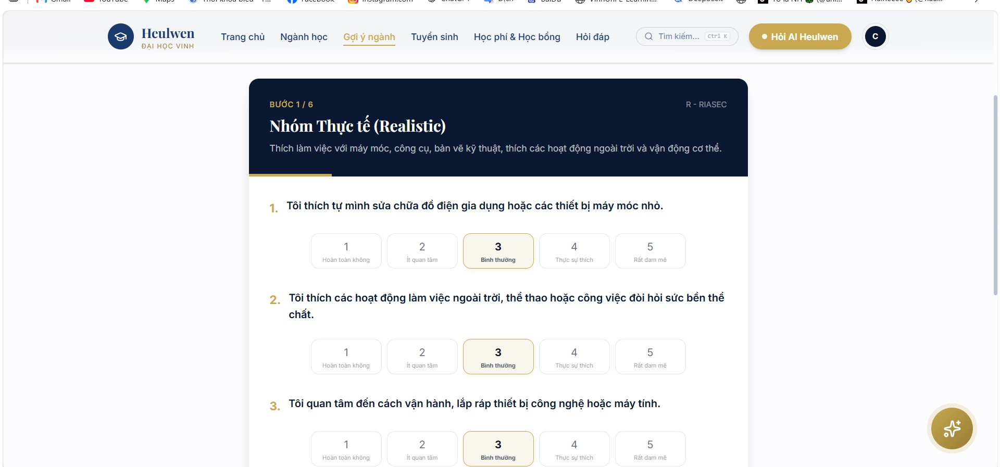 Heulwen
ĐẠI HỌC VINH
Trang chủ
Ngành học
Gợi ý ngành
Tuyển sinh
Học phí & Học bổng
Hỏi đáp
Tìm kiếm...
Ctrl K
Hỏi AI Heulwen
C
BƯỚC 1 / 6
R - RIASEC
Nhóm Thực tế (Realistic)
Thích làm việc với máy móc, công cụ, bản vẽ kỹ thuật, thích các hoạt động ngoài trời và vận động cơ thể.
1. Tôi thích tự mình sửa chữa đồ điện gia dụng hoặc các thiết bị máy móc nhỏ.
1 2 3 4 5
Hoàn toàn không Ít quan tâm Bình thường Thực sự thích Rất đam mê
2. Tôi thích các hoạt động làm việc ngoài trời, thể thao hoặc công việc đòi hỏi sức bền thể
chất.
1 2 3 4 5
Hoàn toàn không Ít quan tâm Bình thường Thực sự thích Rất đam mê
3. Tôi quan tâm đến cách vận hành, lắp ráp thiết bị công nghệ hoặc máy tính.
1 2 3 4 5
Hoàn toàn không Ít quan tâm Bình thường Thực sự thích Rất đam mê